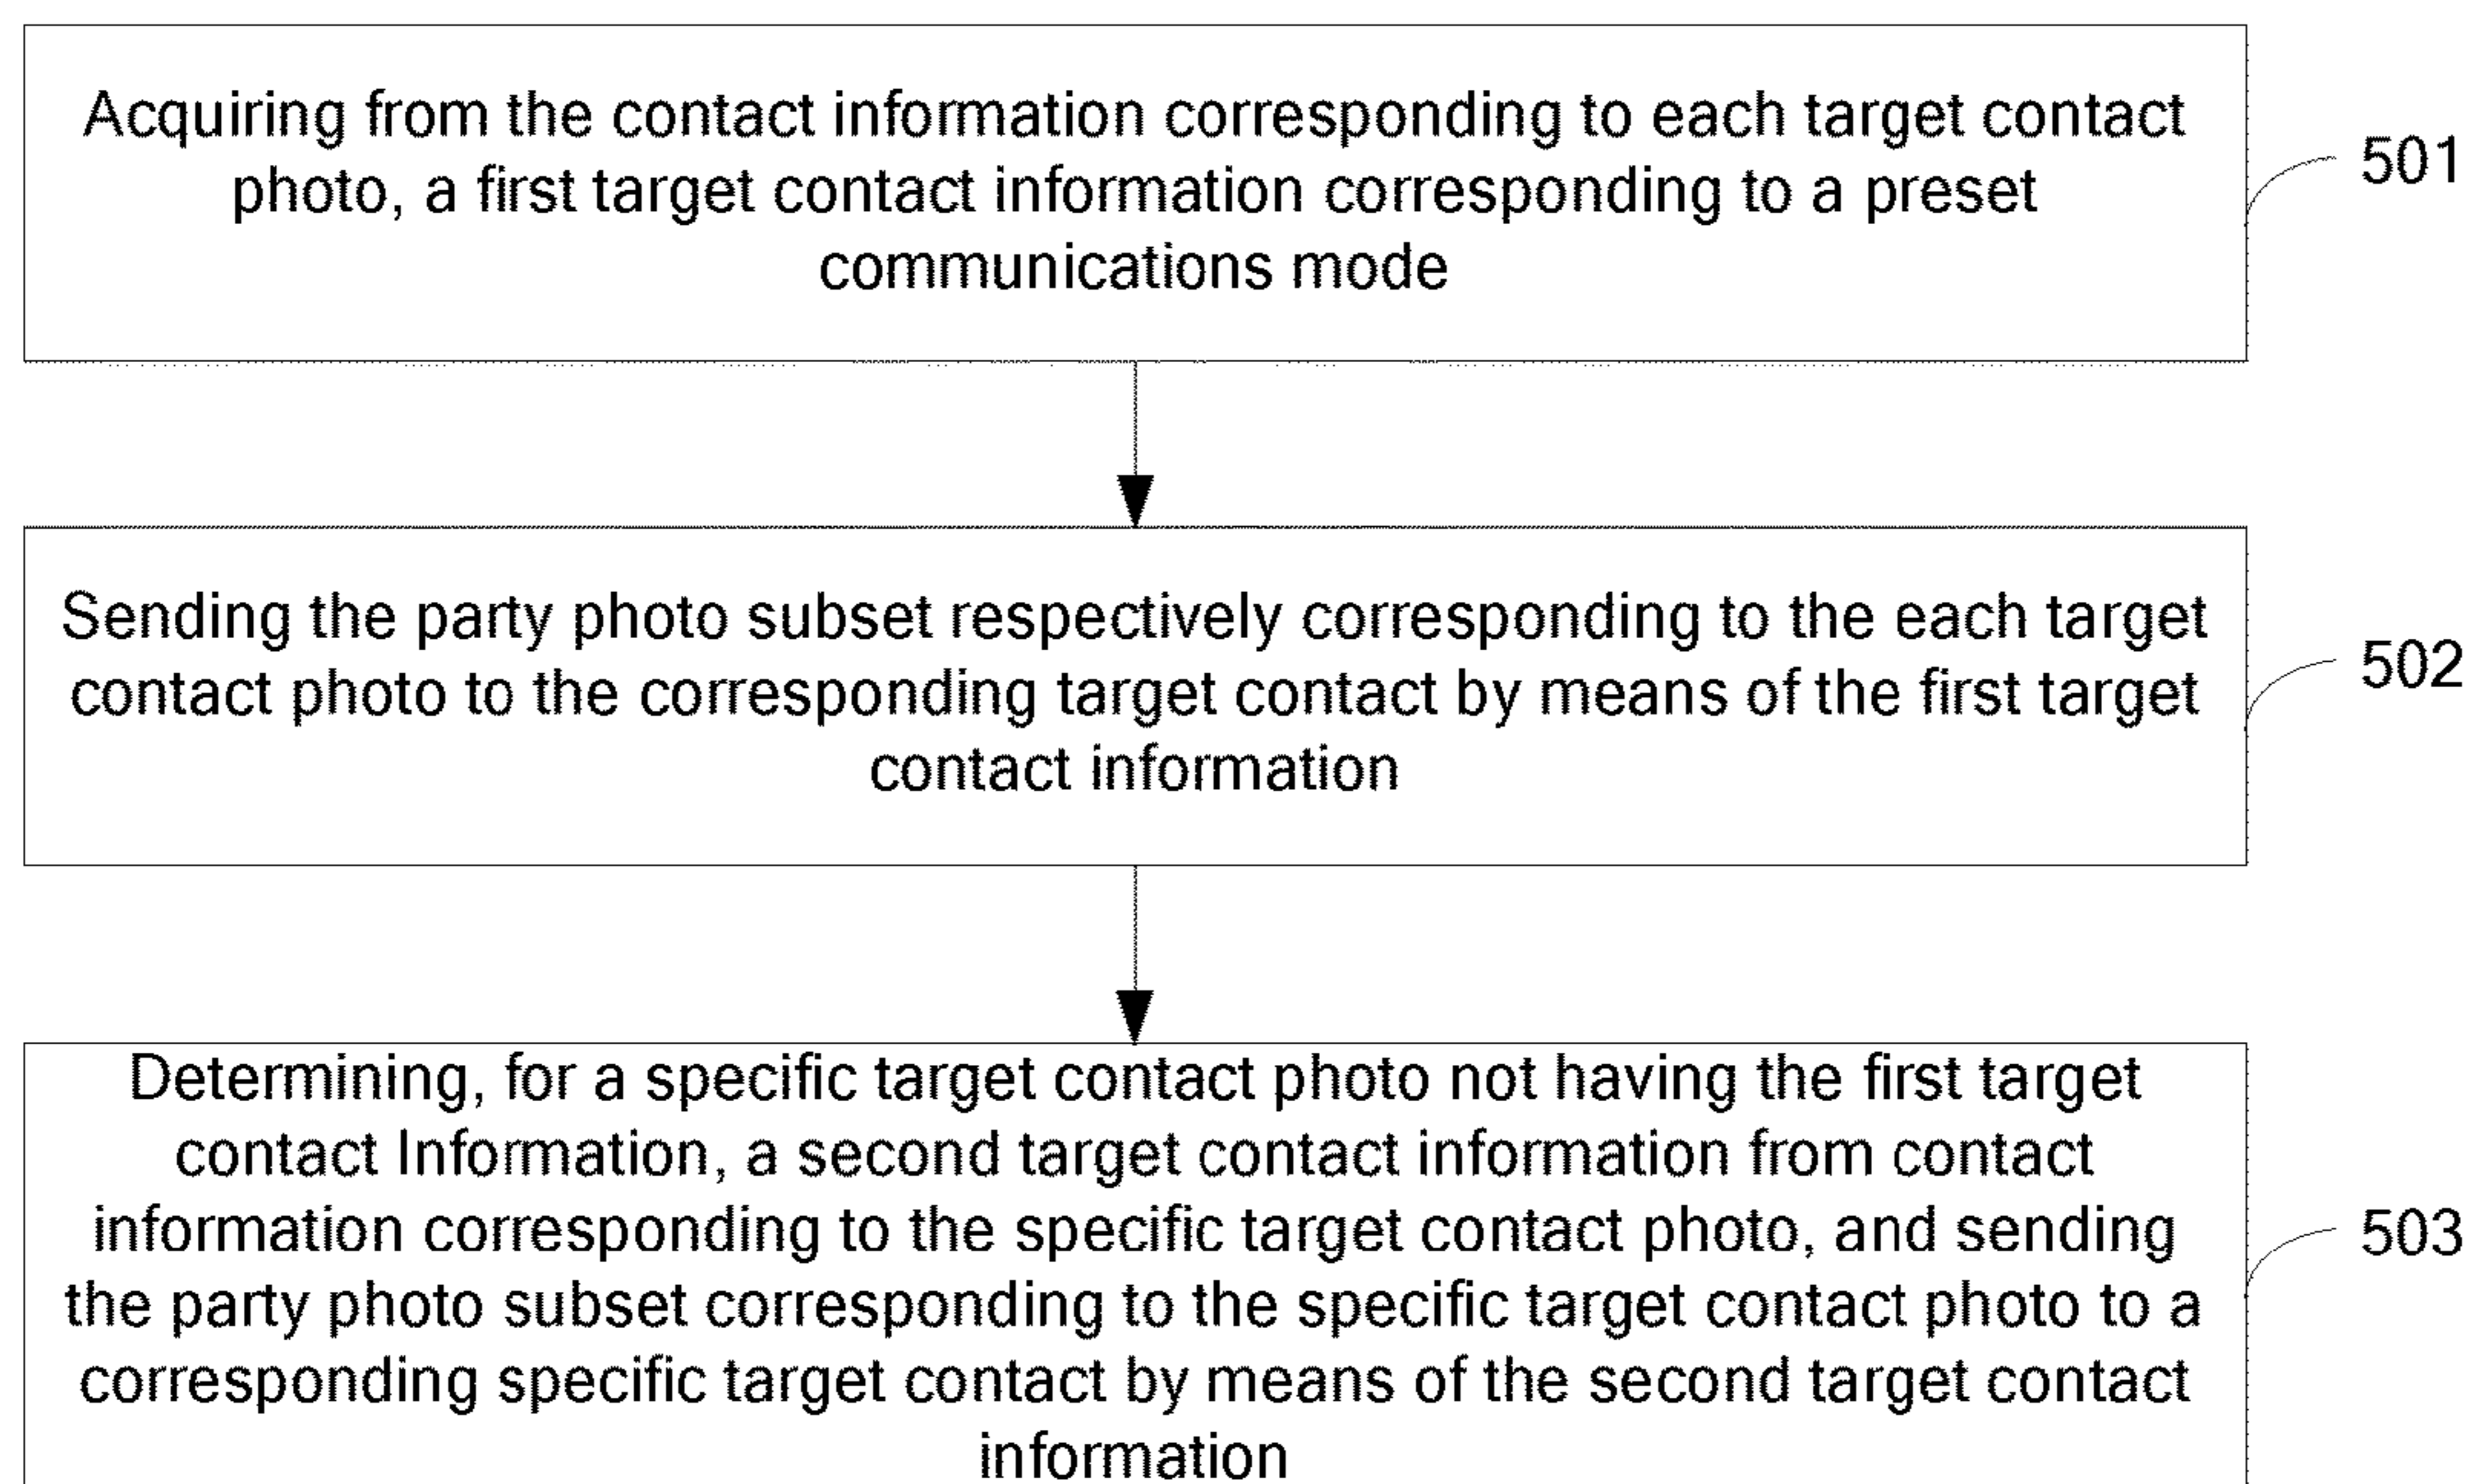 Acquiring from the contact information corresponding to each target contact
photo, a first target contact information corresponding to a preset
communications mode
501
Sending the party photo subset respectively corresponding to the each target
contact photo to the corresponding target contact by means of the first target
contact information
502
Determining, for a specific target contact photo not having the first target
contact Information, a second target contact information from contact
information corresponding to the specific target contact photo, and sending
the party photo subset corresponding to the specific target contact photo to a
corresponding specific target contact by means of the second target contact
information
503